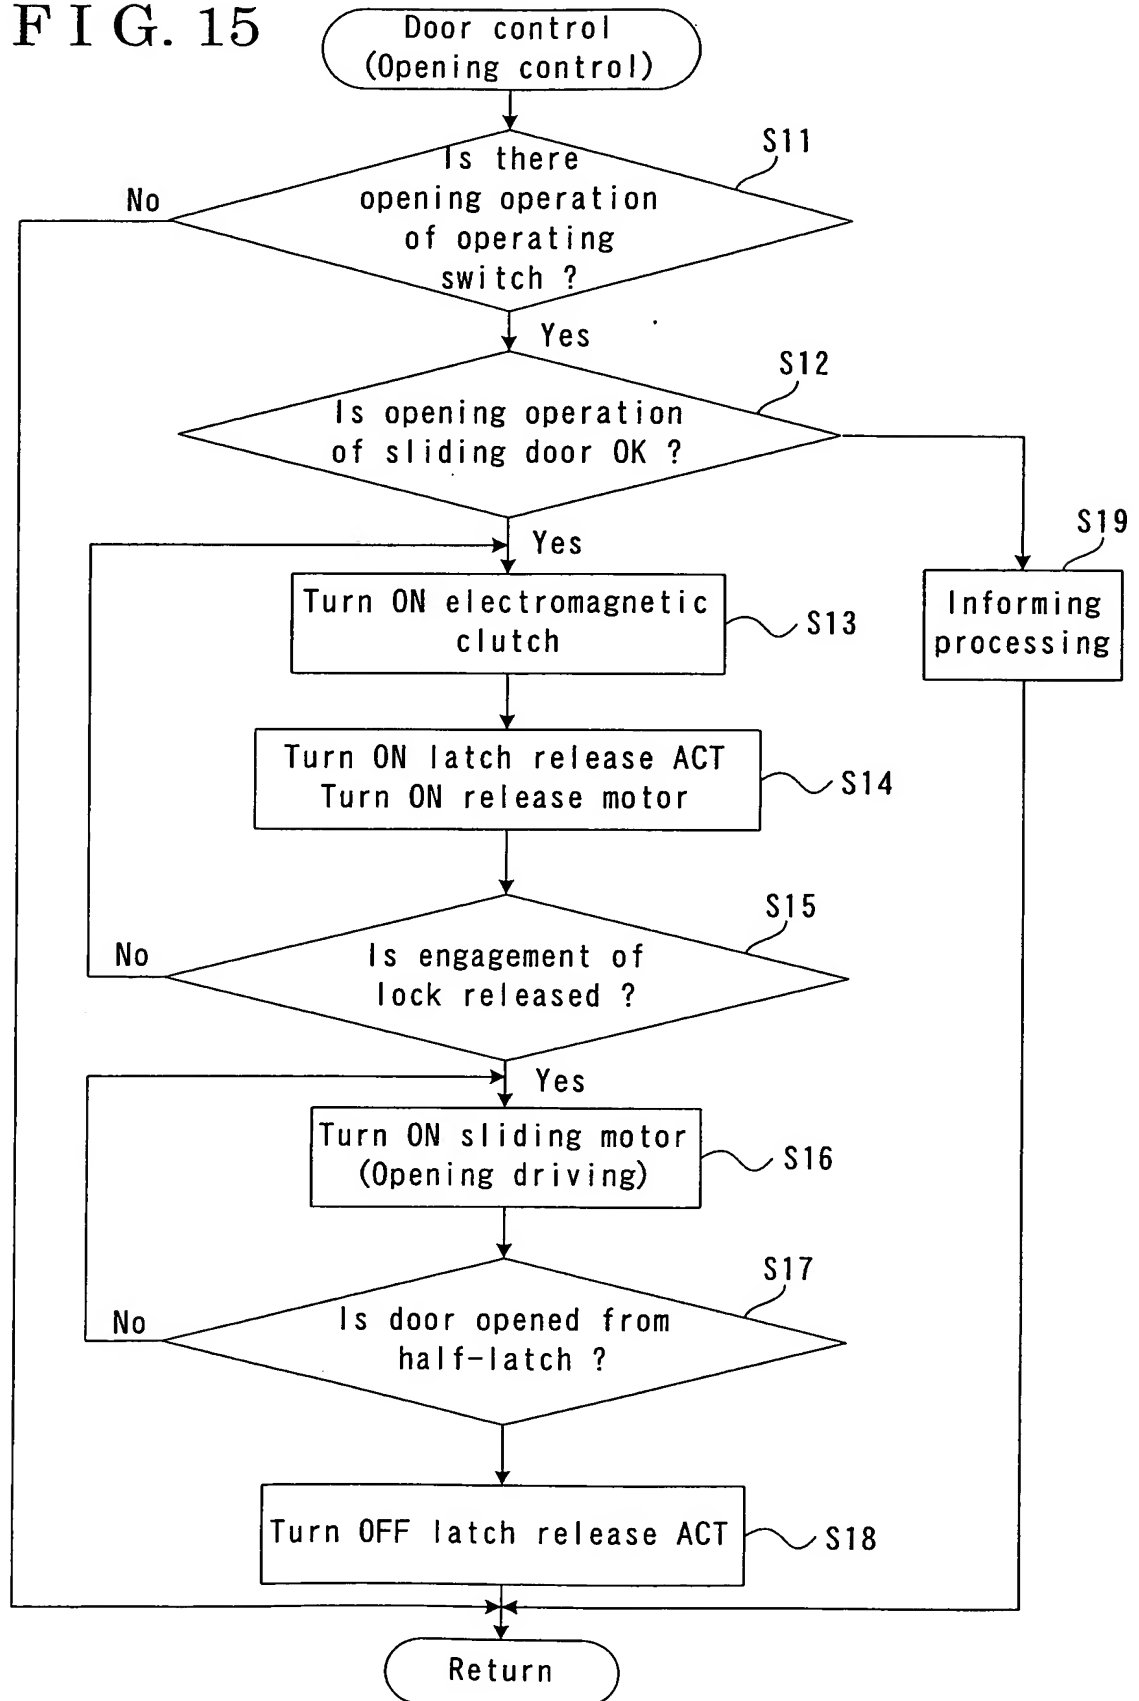 FIG. 15
Door control
(Opening control)
S11
Is there
opening operation
of operating
switch ?
No
Yes
S12
Is opening operation
of sliding door OK ?
Yes
S19
Informing
processing
Turn ON electromagnetic
clutch
S13
Turn ON latch release ACT
Turn ON release motor
S14
S15
Is engagement of
lock released ?
No
Yes
Turn ON sliding motor
(Opening driving)
S16
S17
Is door opened from
half-latch ?
No
Turn OFF latch release ACT
S18
Return